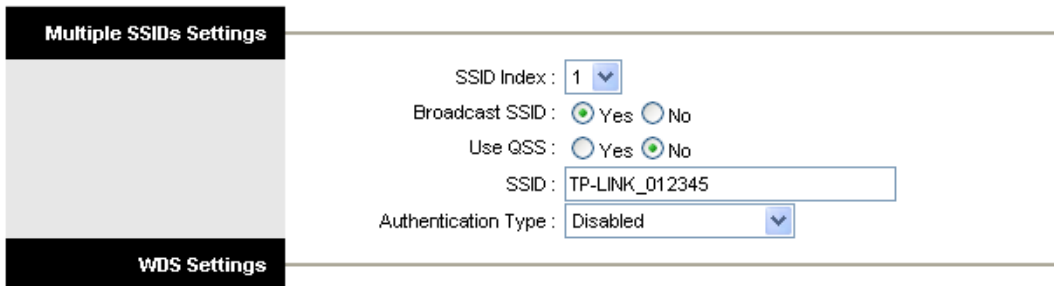 Multiple SSIDs Settings
SSID Index : 1
Broadcast SSID : Yes No
Use QSS : Yes No
SSID : TP-LINK_012345
Authentication Type : Disabled
WDS Settings